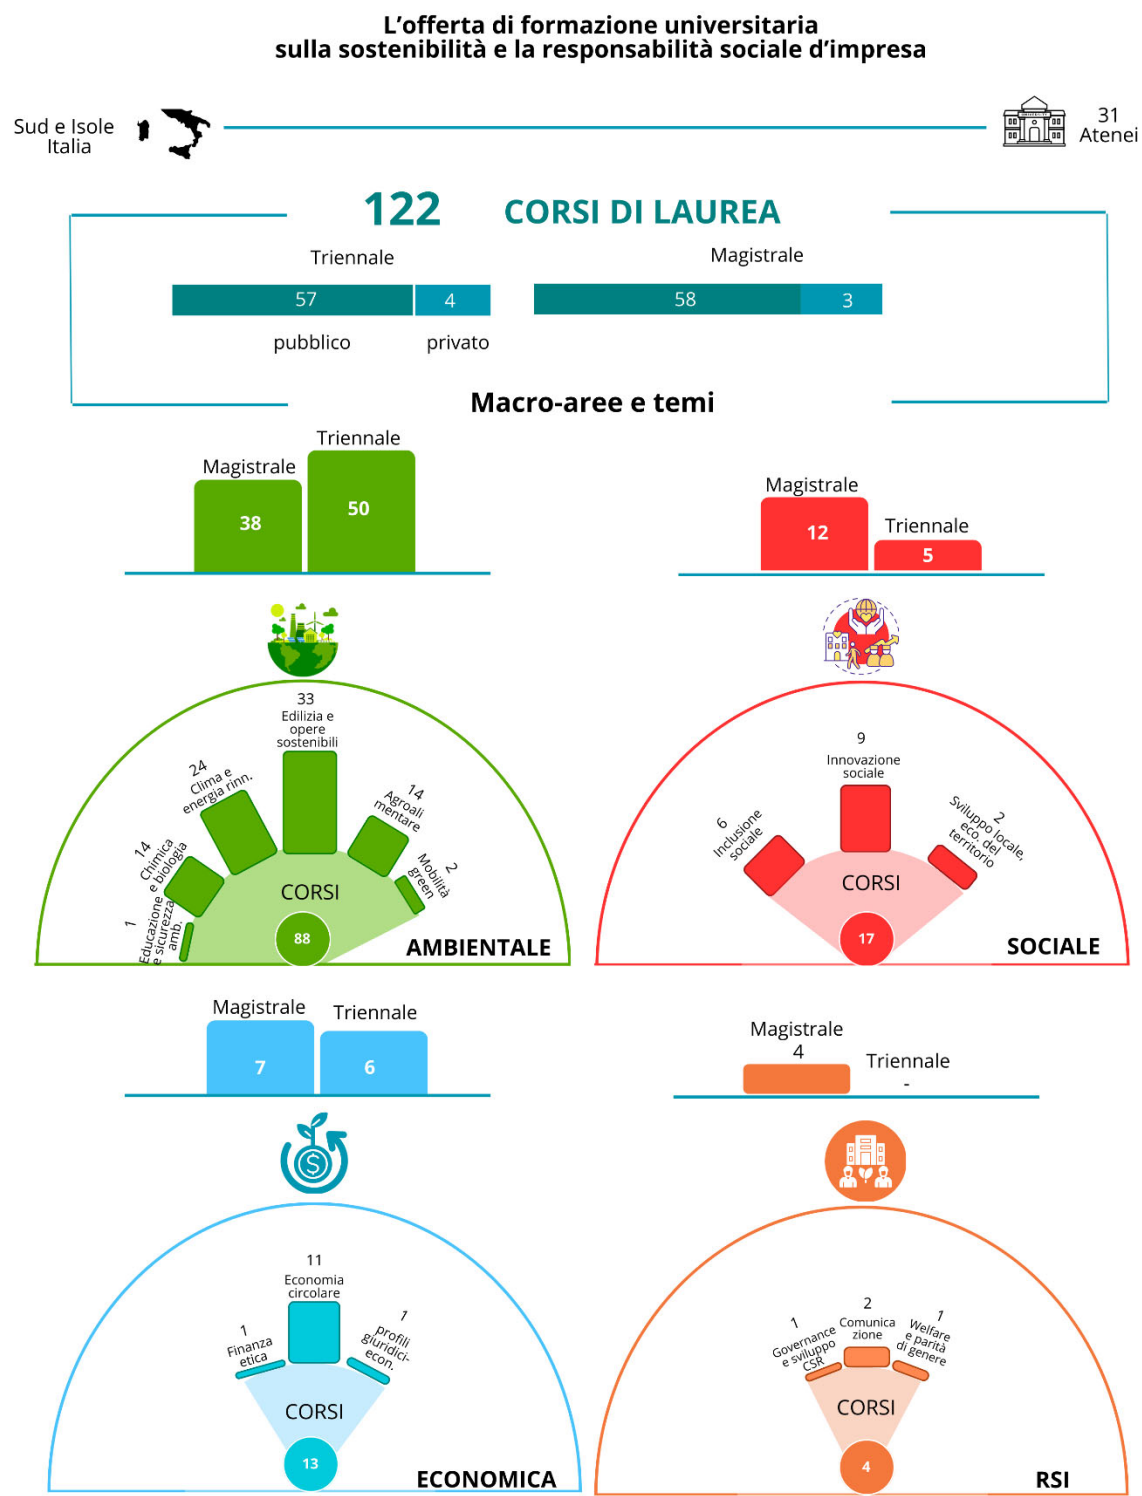 L’offerta di formazione universitaria
sulla sostenibilità e la responsabilità sociale d’impresa
Sud e Isole
Italia
31
Atenei
122 CORSI DI LAUREA
Triennale
57
4
pubblico
privato
Magistrale
58
3
Macro-aree e temi
Magistrale
38
Triennale
50
Magistrale
12
Triennale
5
33
Edilizia e
opere
sostenibili
24
Clima e
energia rinn.
14
Agroali
mentare
14
Chimica
e biologia
2
Mobilità
green
1
Educazione
e sicurezza
amb.
CORSI
88
AMBIENTALE
9
Innovazione
sociale
6
Inclusione
sociale
2
Sviluppo locale,
eco. del
territorio
CORSI
17
SOCIALE
Magistrale
7
Triennale
6
Magistrale
4
Triennale
-
11
Economia
circolare
1
Finanza
etica
1
profili
giuridici-
econ.
CORSI
13
ECONOMICA
2
Comunica
zione
1
Governance
e sviluppo
CSR
1
Welfare
e parità
di genere
CORSI
4
RSI